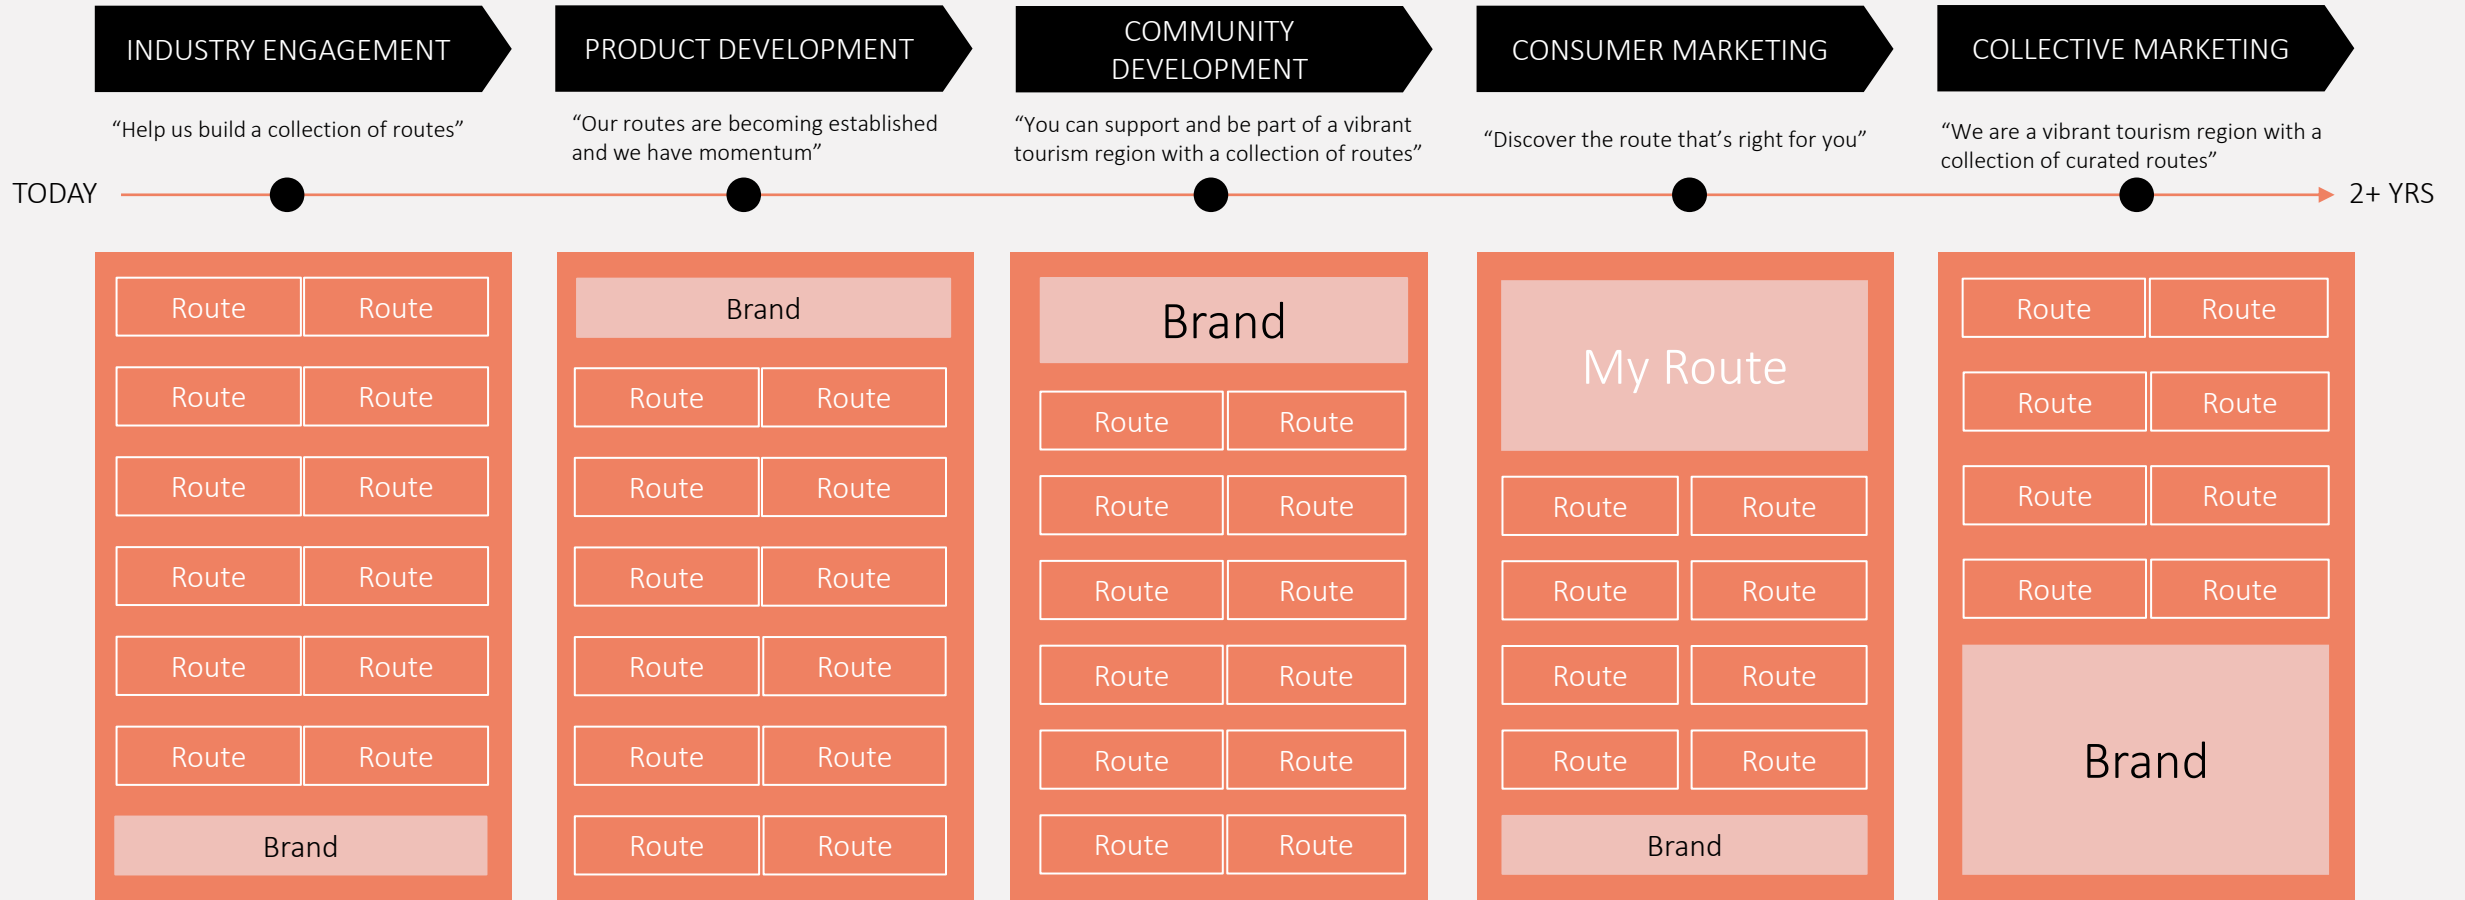 INDUSTRY ENGAGEMENT
PRODUCT DEVELOPMENT
COMMUNITY
DEVELOPMENT
CONSUMER MARKETING
COLLECTIVE MARKETING
“Help us build a collection of routes”
“Our routes are becoming established
and we have momentum”
“You can support and be part of a vibrant
tourism region with a collection of routes”
“Discover the route that’s right for you”
“We are a vibrant tourism region with a
collection of curated routes”
TODAY
2+ YRS
Route Route
Route Route
Route Route
Route Route
Route Route
Route Route
Brand
Brand
Route Route
Route Route
Route Route
Route Route
Route Route
Route Route
Brand
Route Route
Route Route
Route Route
Route Route
Route Route
Route Route
My Route
Route Route
Route Route
Route Route
Route Route
Brand
Route Route
Route Route
Route Route
Route Route
Brand